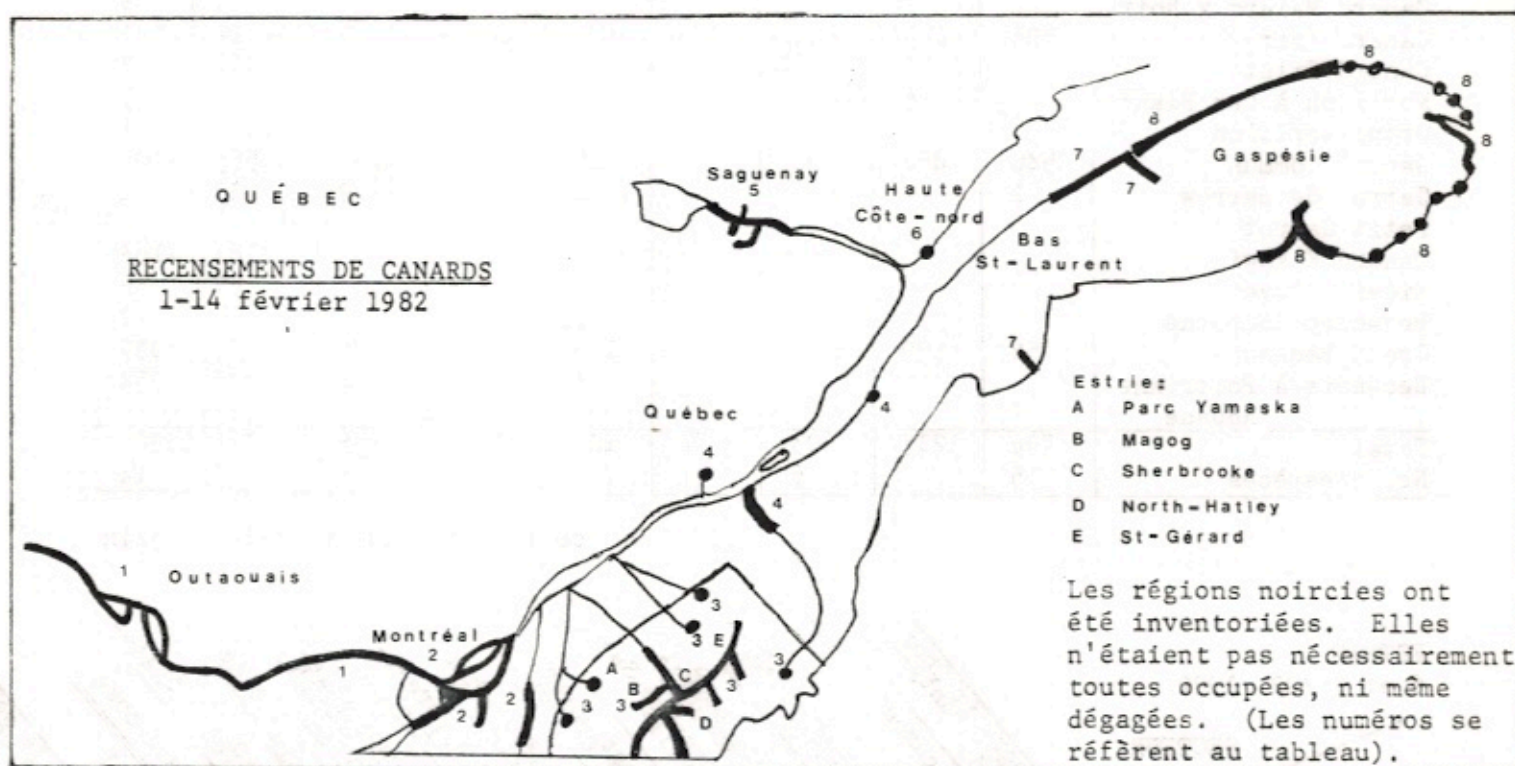 QUÉBEC
RECENSEMENTS DE CANARDS
1-14 février 1982
Saguenay
5
Haute
Côte-nord
6
7
8
7
Gaspésie
8
8
8
8
Bas
St-Laurent
7
4
Québec
4
4
Estrie:
A Parc Yamaska
B Magog
C Sherbrooke
D North-Hatley
E St-Gérard
1
Outaouais
1
Montréal
2
2
2
3
3
A
B
3
3
C
E
3
D
3
Les régions noircies ont
été inventoriées. Elles
n'étaient pas nécessairement
toutes occupées, ni même
dégagées. (Les numéros se
réfèrent au tableau).